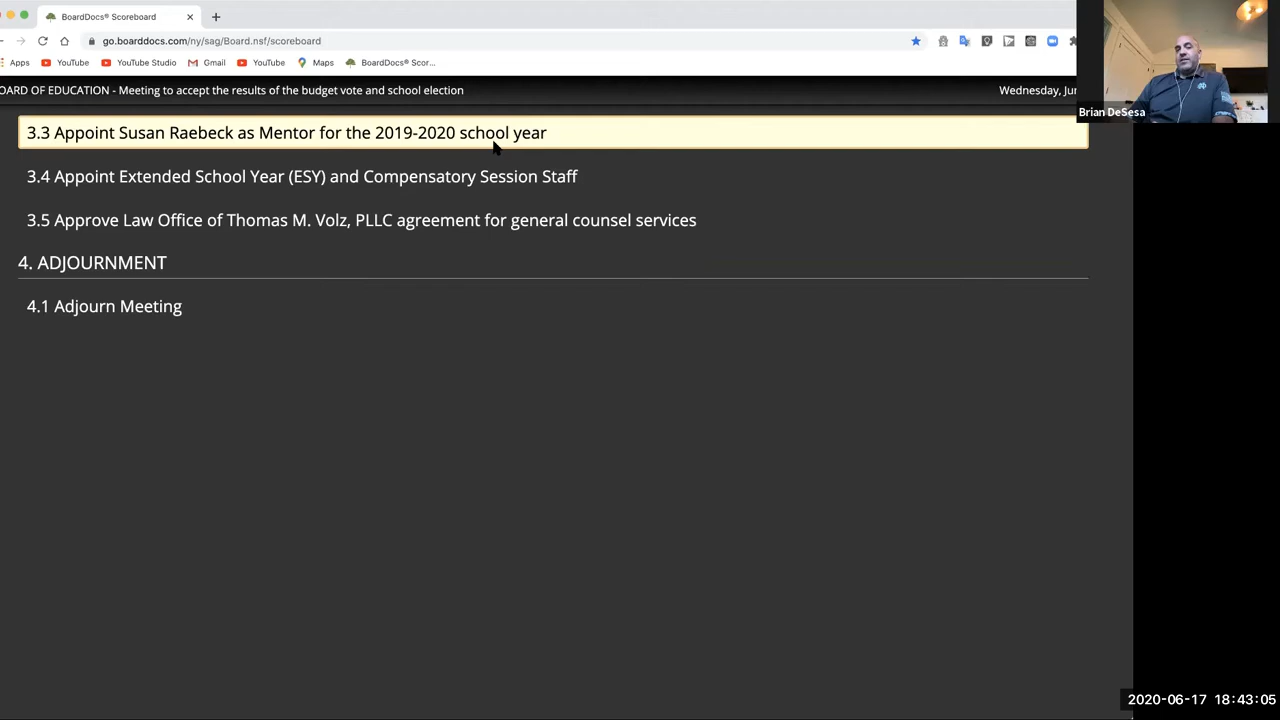 BoardDocs® Scoreboard
go.boarddocs.com/ny/sag/Board.nsf/scoreboard
Apps YouTube YouTube Studio Gmail YouTube Maps BoardDocs® Scor...
OARD OF EDUCATION - Meeting to accept the results of the budget vote and school election Wednesday, Jun
Brian DeSesa
3.3 Appoint Susan Raebeck as Mentor for the 2019-2020 school year
3.4 Appoint Extended School Year (ESY) and Compensatory Session Staff
3.5 Approve Law Office of Thomas M. Volz, PLLC agreement for general counsel services
4. ADJOURNMENT
4.1 Adjourn Meeting
2020-06-17 18:43:05